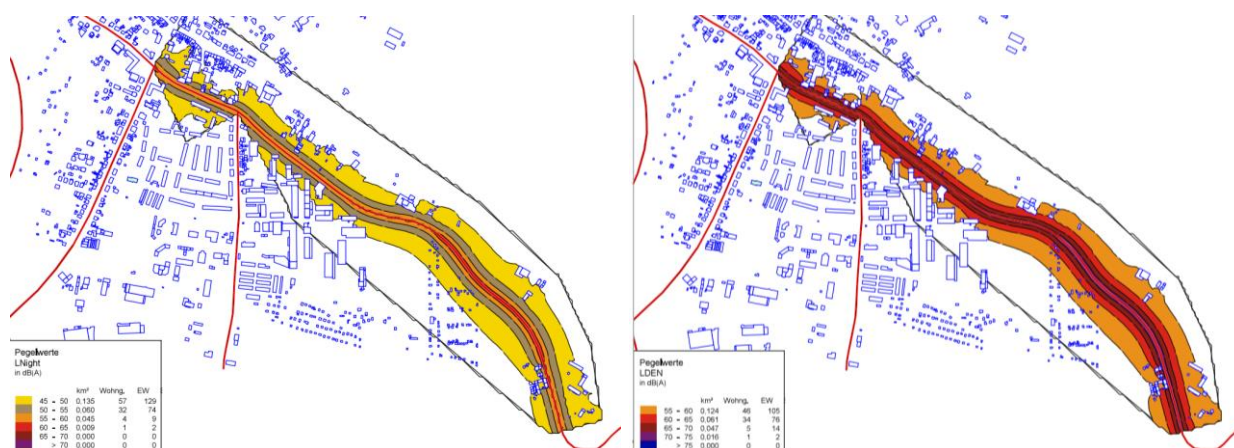 Pegelwerte
LNight
in dB(A)
km² Wohng. EW
45 - 50 0.135 57 129
50 - 55 0.060 32 74
55 - 60 0.045 4 9
60 - 65 0.009 1 2
65 - 70 0.000 0 0
> 70 0.000 0 0
Pegelwerte
LDEN
in dB(A)
km² Wohng. EW
55 - 60 0.124 46 105
60 - 65 0.061 34 76
65 - 70 0.047 5 14
70 - 75 0.016 1 2
> 75 0.000 0 0